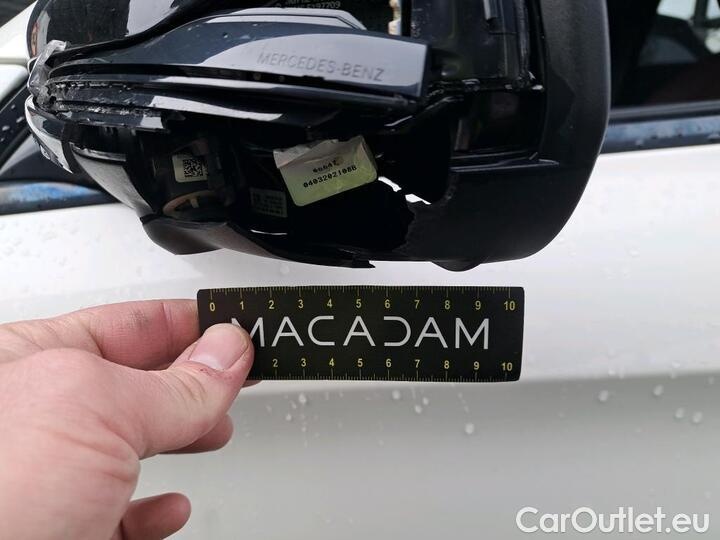 MERCEDES-BENZ
0403202108B
0 1 2 3 4 5 6 7 8 9 10
MACADAM
2 3 4 5 6 7 8 9 10
CarOutlet.eu